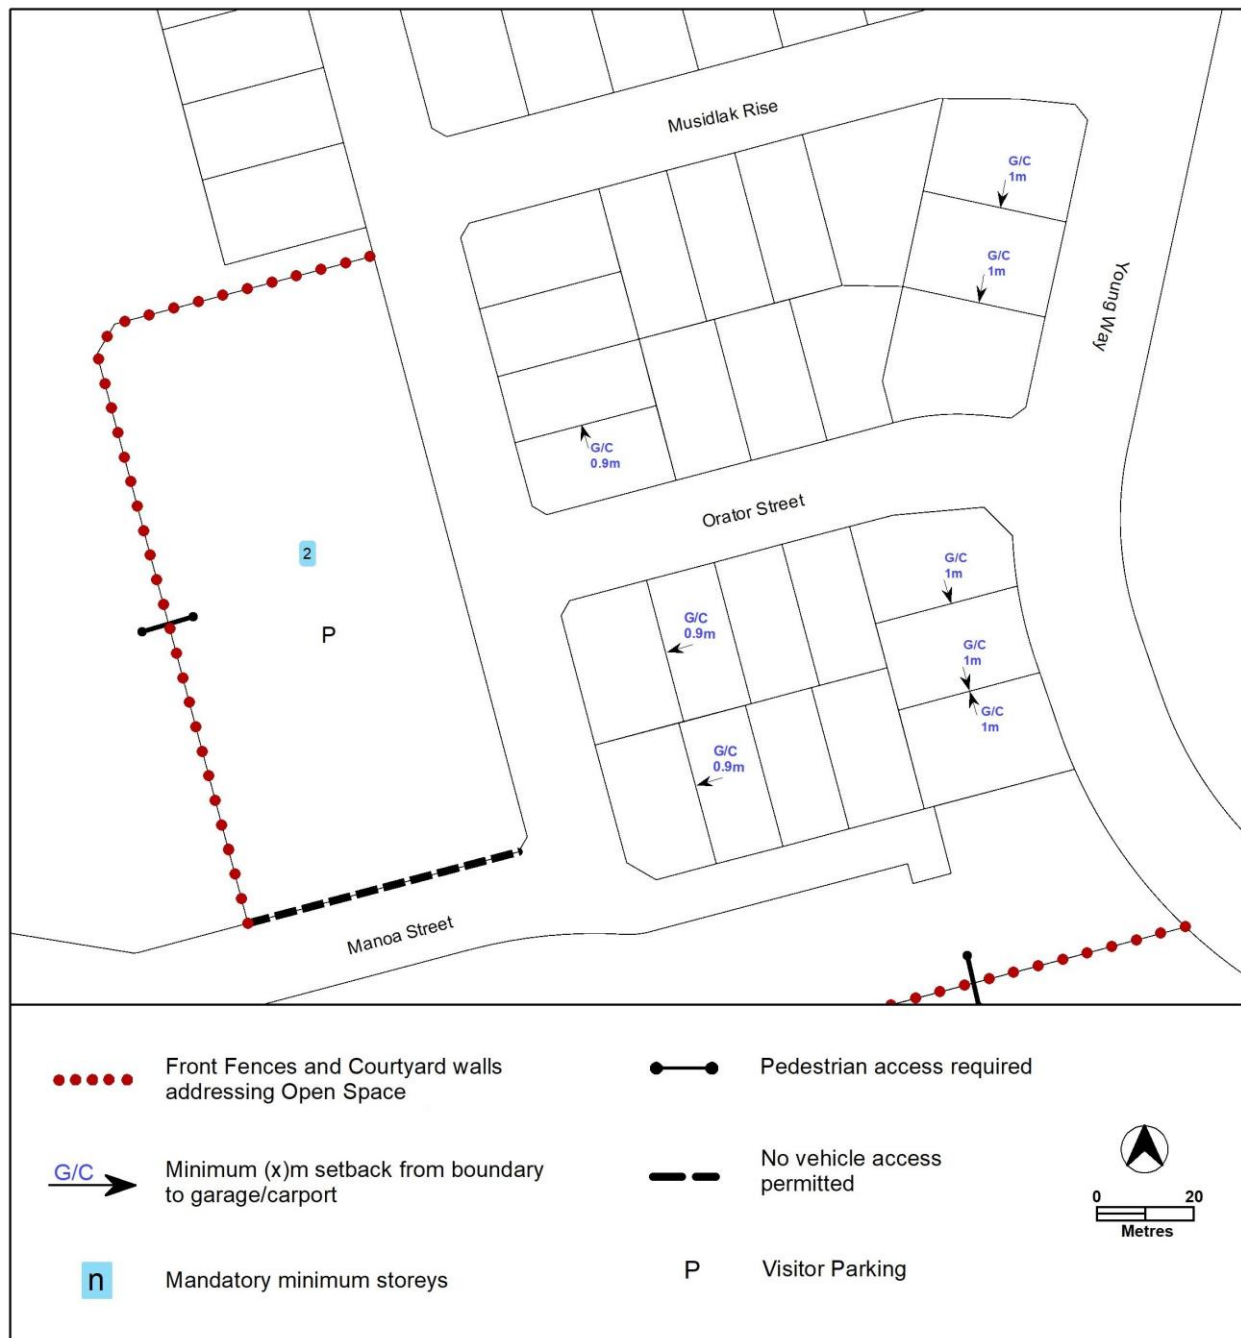 Musidlak Rise
G/C
1m
G/C
1m
Young Way
G/C
0.9m
Orator Street
2
P
G/C
1m
G/C
0.9m
G/C
1m
G/C
1m
G/C
0.9m
Manoa Street
Front Fences and Courtyard walls
addressing Open Space
Pedestrian access required
G/C
Minimum (x)m setback from boundary
to garage/carport
No vehicle access
permitted
0 20
Metres
n
Mandatory minimum storeys
P
Visitor Parking